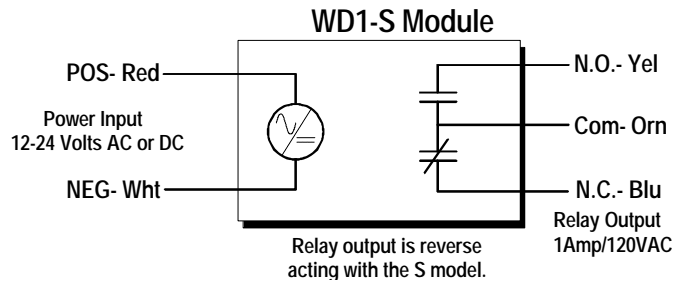 WD1-S Module
POS- Red
Power Input
12-24 Volts AC or DC
NEG- Wht
N.O.- Yel
Com- Orn
N.C.- Blu
Relay Output
1Amp/120VAC
Relay output is reverse
acting with the S model.